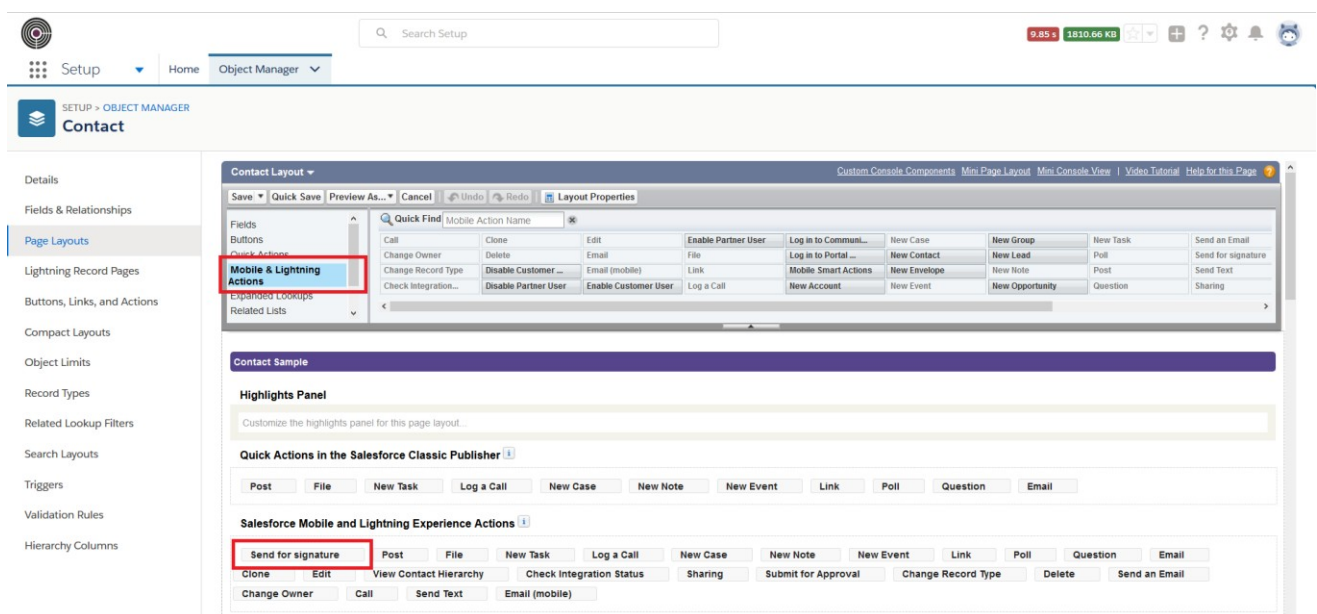 Search Setup
9.85 s 1810.66 KB
Setup Home Object Manager
SETUP > OBJECT MANAGER
Contact
Details
Fields & Relationships
Page Layouts
Lightning Record Pages
Buttons, Links, and Actions
Compact Layouts
Object Limits
Record Types
Related Lookup Filters
Search Layouts
Triggers
Validation Rules
Hierarchy Columns
Contact Layout Custom Console Components Mini Page Layout Mini Console View | Video Tutorial Help for this Page
Save Quick Save Preview As... Cancel Undo Redo Layout Properties
Fields
Buttons
Quick Actions
Mobile & Lightning
Actions
Expanded Lookups
Related Lists
Quick Find Mobile Action Name
Call Clone Edit Enable Partner User Log in to Communi... New Case New Group New Task Send an Email
Change Owner Delete Email File Log in to Portal ... New Contact New Lead Poll Send for signature
Change Record Type Disable Customer ... Email (mobile) Link Mobile Smart Actions New Envelope New Note Post Send Text
Check Integration... Disable Partner User Enable Customer User Log a Call New Account New Event New Opportunity Question Sharing
Contact Sample
Highlights Panel
Customize the highlights panel for this page layout...
Quick Actions in the Salesforce Classic Publisher i
Post File New Task Log a Call New Case New Note New Event Link Poll Question Email
Salesforce Mobile and Lightning Experience Actions i
Send for signature Post File New Task Log a Call New Case New Note New Event Link Poll Question Email
Clone Edit View Contact Hierarchy Check Integration Status Sharing Submit for Approval Change Record Type Delete Send an Email
Change Owner Call Send Text Email (mobile)